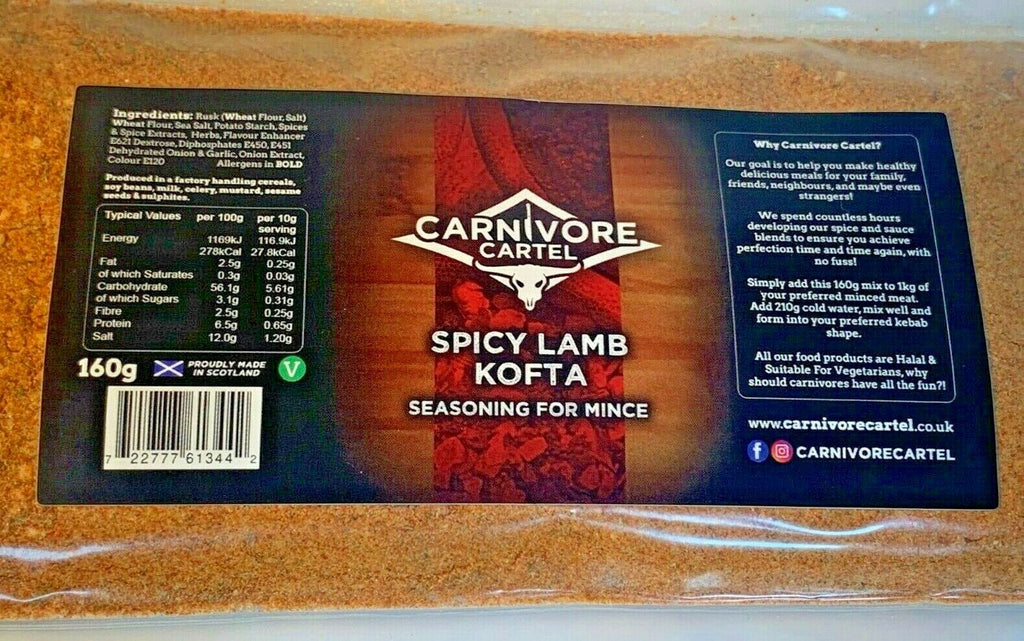 Ingredients: Rusk (Wheat Flour, Salt)
Wheat Flour, Sea Salt, Potato Starch, Spices
& Spice Extracts, Herbs, Flavour Enhancer
E621 Dextrose, Diphosphates E450, E451
Dehydrated Onion & Garlic, Onion Extract,
Colour E120 Allergens in BOLD
Produced in a factory handling cereals,
soy beans, milk, celery, mustard, sesame
seeds & sulphites.
Typical Values per 100g per 10g
serving
Energy 1169kJ 116.9kJ
278kCal 27.8kCal
Fat 2.5g 0.25g
of which Saturates 0.3g 0.03g
Carbohydrate 56.1g 5.61g
of which Sugars 3.1g 0.31g
Fibre 2.5g 0.25g
Protein 6.5g 0.65g
Salt 12.0g 1.20g
160g PROUDLY MADE
IN SCOTLAND V
7 22777 61344 2
CARNIVORE
CARTEL
SPICY LAMB
KOFTA
SEASONING FOR MINCE
Why Carnivore Cartel?
Our goal is to help you make healthy
delicious meals for your family,
friends, neighbours, and maybe even
strangers!
We spend countless hours
developing our spice and sauce
blends to ensure you achieve
perfection time and time again, with
no fuss!
Simply add this 160g mix to 1kg of
your preferred minced meat.
Add 210g cold water, mix well and
form into your preferred kebab
shape.
All our food products are Halal &
Suitable For Vegetarians, why
should carnivores have all the fun?!
www.carnivorecartel.co.uk
f CARNIVORECARTEL